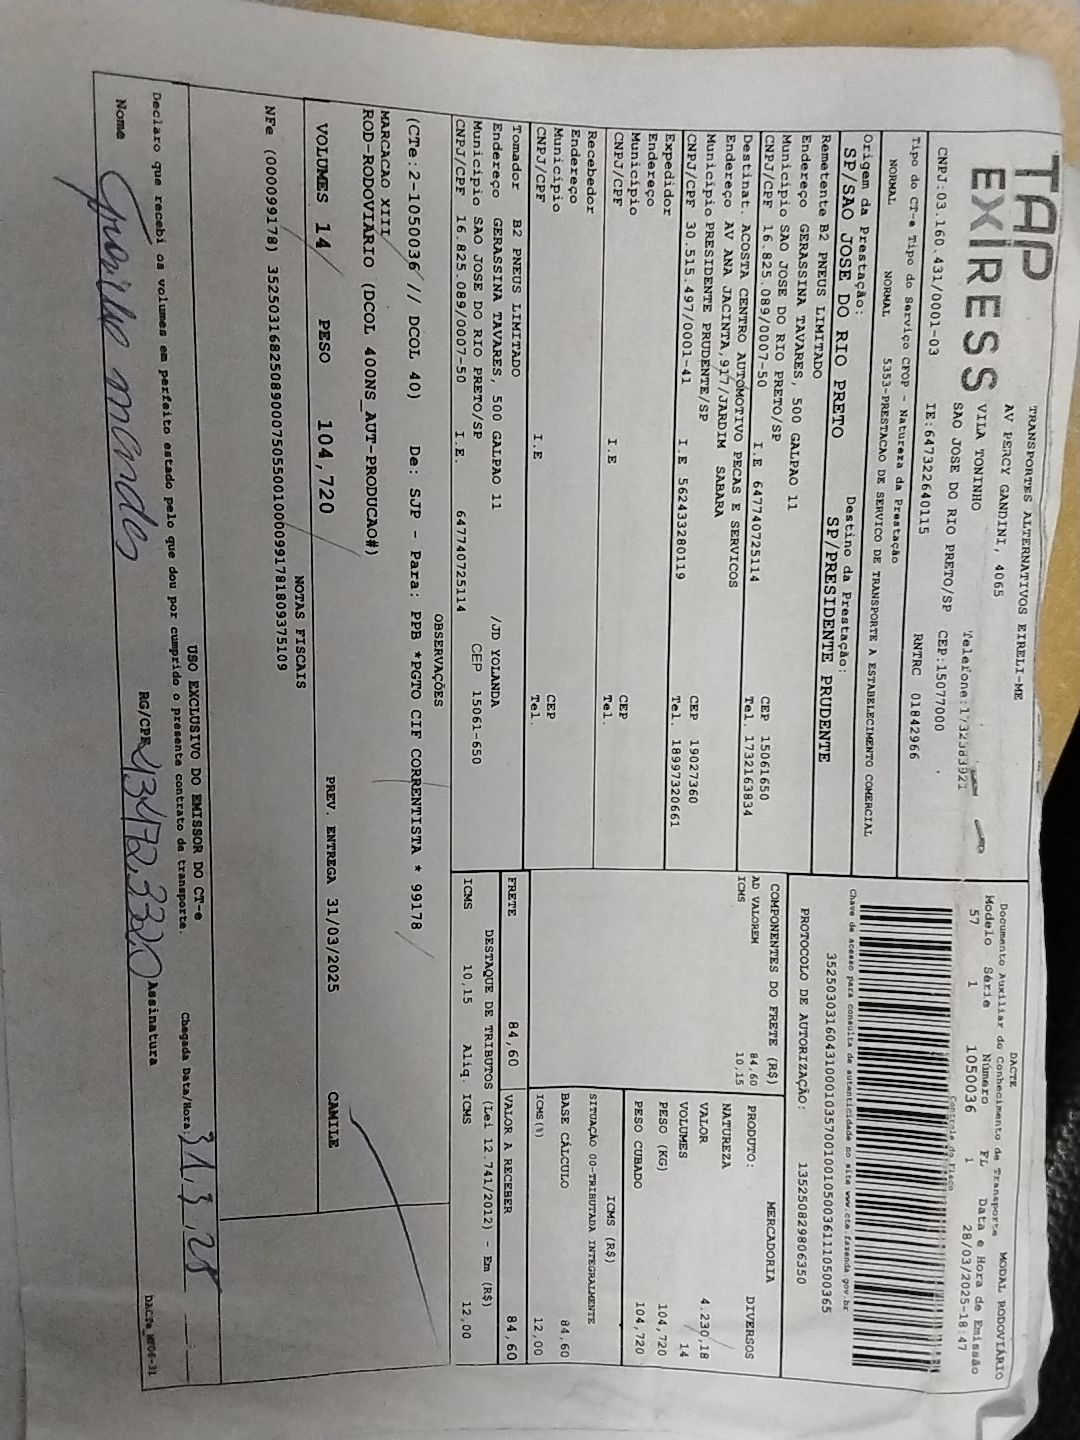 TAP
EXPRESS
TRANSPORTES ALTERNATIVOS EIRELI-ME
AV PERCY GANDINI, 4065
VILA TONINHO
SAO JOSE DO RIO PRETO/SP CEP:15077000
CNPJ:03.160.431/0001-03 IE:647322640115 RNTRC 01842966
Tipo do CT-e Tipo do Serviço CFOP - Natureza da Prestação
NORMAL NORMAL 5353-PRESTACAO DE SERVICO DE TRANSPORTE A ESTABELECIMENTO COMERCIAL
DACTE
Documento Auxiliar do Conhecimento de Transporte MODAL RODOVIÁRIO
Modelo Série Número FL Data e Hora de Emissão
57 1 1050036 1 28/03/2025-18:47
Controle do Fisco
Chave de acesso para consulta de autenticidade no site www.cte.fazenda.gov.br
35250303160431000103570010010500361110500365
PROTOCOLO DE AUTORIZAÇÃO: 135250829806350
Origem da Prestação: Destino da Prestação:
SP/SAO JOSE DO RIO PRETO SP/PRESIDENTE PRUDENTE
Remetente B2 PNEUS LIMITADO
Endereço GERASSINA TAVARES, 500 GALPAO 11
Município SAO JOSE DO RIO PRETO/SP CEP 15061650
CNPJ/CPF 16.825.089/0007-50 I.E 647740725114 Tel. 1732163834
Destinat. ACOSTA CENTRO AUTOMOTIVO PECAS E SERVICOS
Endereço AV ANA JACINTA,917/JARDIM SABARA
Município PRESIDENTE PRUDENTE/SP CEP 19027360
CNPJ/CPF 30.515.497/0001-41 I.E 562433280119 Tel. 18997320661
Expedidor
Endereço
Município CEP
CNPJ/CPF I.E Tel.
Recebedor
Endereço
Município CEP
CNPJ/CPF I.E Tel.
Tomador B2 PNEUS LIMITADO
Endereço GERASSINA TAVARES, 500 GALPAO 11 /JD YOLANDA
Município SAO JOSE DO RIO PRETO/SP CEP 15061-650
CNPJ/CPF 16.825.089/0007-50 I.E. 647740725114
COMPONENTES DO FRETE (R$)
AD VALOREM 84,60
ICMS 10,15
MERCADORIA
PRODUTO: DIVERSOS
NATUREZA
VALOR 4.230,18
VOLUMES 14
PESO (KG) 104,720
PESO CUBADO 104,720
ICMS (R$)
SITUAÇÃO 00-TRIBUTADA INTEGRALMENTE
BASE CÁLCULO 84,60
ICMS(%) 12,00
FRETE 84,60 VALOR A RECEBER 84,60
DESTAQUE DE TRIBUTOS (Lei 12.741/2012) - Em (R$)
ICMS 10,15 Aliq. ICMS 12,00
OBSERVAÇÕES
(CTe:2-1050036 // DCOL 40) De: SJP - Para: PPB *PGTO CIF CORRENTISTA * 99178
MARCACAO XIII
ROD-RODOVIARIO (DCOL 400NS_AUT-PRODUCAO#)
VOLUMES 14 PESO 104,720 PREV. ENTREGA 31/03/2025 CAMILE
NOTAS FISCAIS
NFe (000099178) 35250316825089000750550010000991781809375109
USO EXCLUSIVO DO EMISSOR DO CT-e
Declaro que recebi os volumes em perfeito estado pelo que dou por cumprido o presente contrato de transporte. Chegada Data/Hora:
Nome RG/CPF Assinatura
DACTe_M706-31